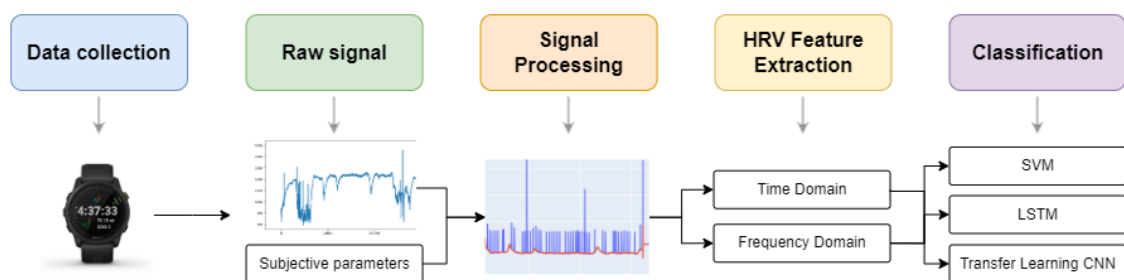 Data collection
Raw signal
Signal
Processing
HRV Feature
Extraction
Classification
4:37:33
Subjective parameters
Time Domain
Frequency Domain
SVM
LSTM
Transfer Learning CNN